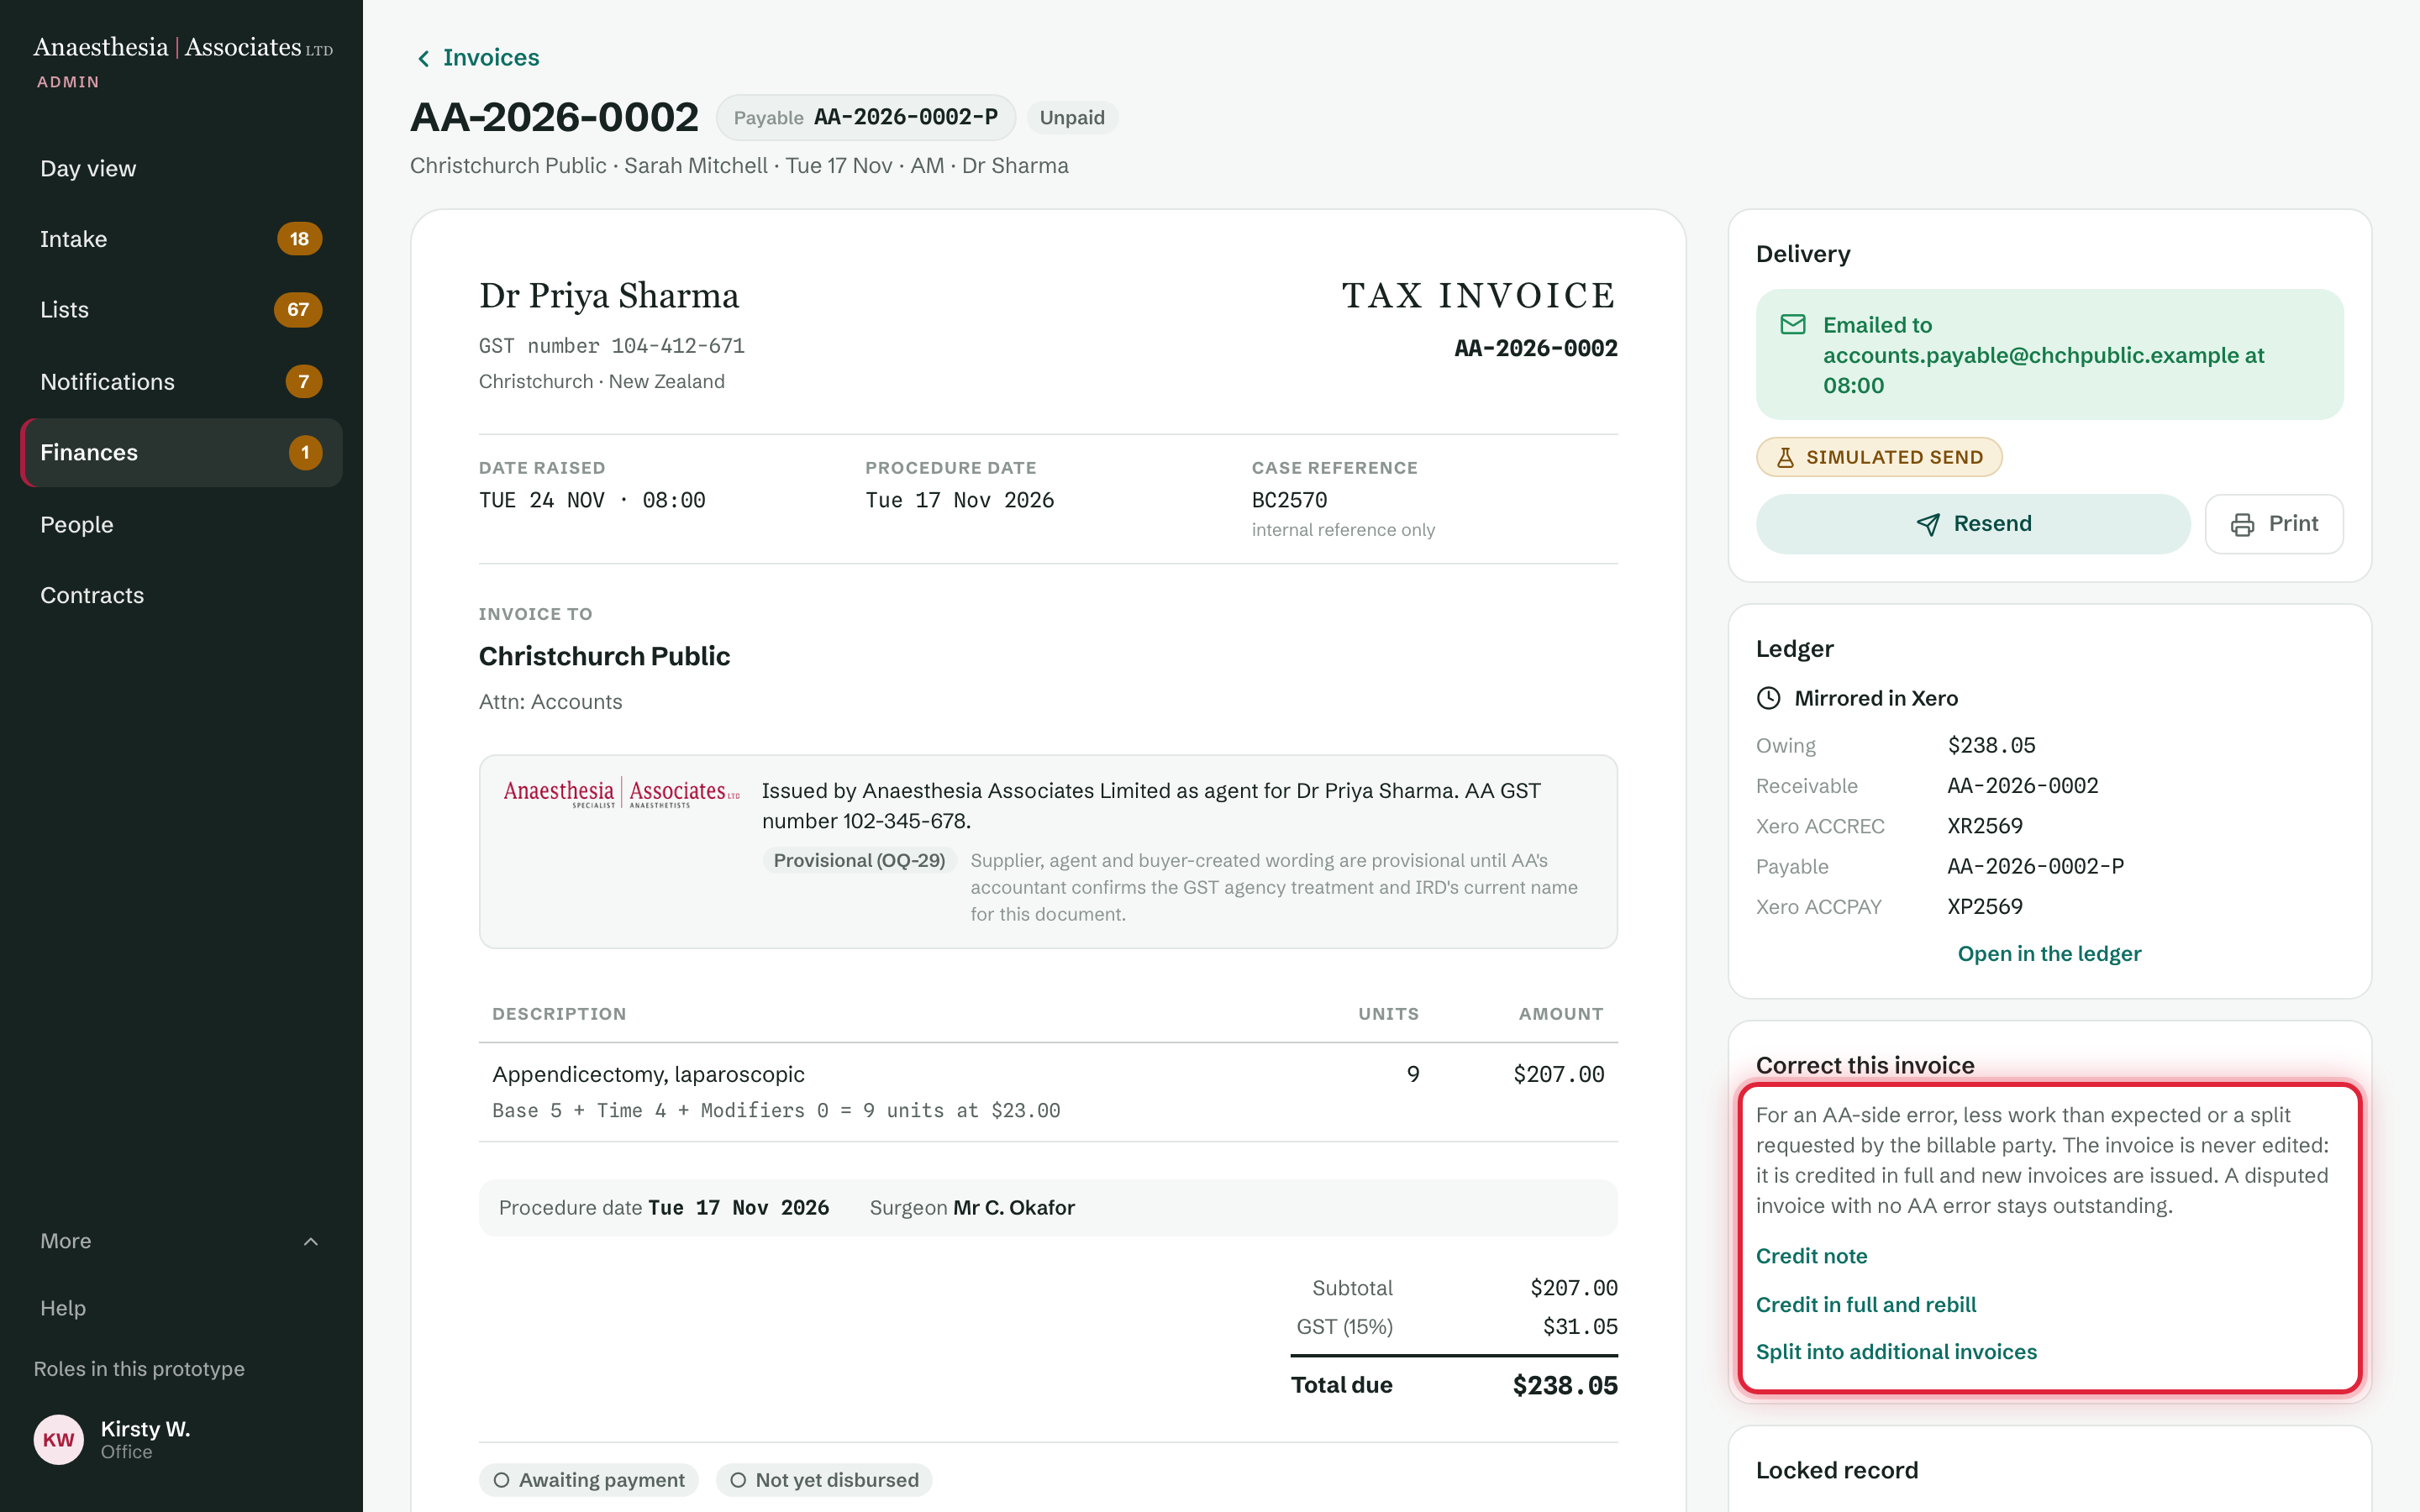 Anaesthesia | Associates LTD
ADMIN
Day view
Intake 18
Lists 67
Notifications 7
Finances 1
People
Contracts
More
Help
Roles in this prototype
KW
Kirsty W.
Office
Invoices
AA-2026-0002 Payable AA-2026-0002-P Unpaid
Christchurch Public · Sarah Mitchell · Tue 17 Nov · AM · Dr Sharma
Dr Priya Sharma
GST number 104-412-671
Christchurch · New Zealand
TAX INVOICE
AA-2026-0002
DATE RAISED
TUE 24 NOV · 08:00
PROCEDURE DATE
Tue 17 Nov 2026
CASE REFERENCE
BC2570
internal reference only
INVOICE TO
Christchurch Public
Attn: Accounts
Anaesthesia | Associates LTD
SPECIALIST ANAESTHETISTS
Issued by Anaesthesia Associates Limited as agent for Dr Priya Sharma. AA GST
number 102-345-678.
Provisional (OQ-29)
Supplier, agent and buyer-created wording are provisional until AA's
accountant confirms the GST agency treatment and IRD's current name
for this document.
DESCRIPTION UNITS AMOUNT
Appendicectomy, laparoscopic 9 $207.00
Base 5 + Time 4 + Modifiers 0 = 9 units at $23.00
Procedure date Tue 17 Nov 2026 Surgeon Mr C. Okafor
Subtotal $207.00
GST (15%) $31.05
Total due $238.05
Awaiting payment Not yet disbursed
Delivery
Emailed to
accounts.payable@chchpublic.example at
08:00
SIMULATED SEND
Resend Print
Ledger
Mirrored in Xero
Owing $238.05
Receivable AA-2026-0002
Xero ACCREC XR2569
Payable AA-2026-0002-P
Xero ACCPAY XP2569
Open in the ledger
Correct this invoice
For an AA-side error, less work than expected or a split
requested by the billable party. The invoice is never edited:
it is credited in full and new invoices are issued. A disputed
invoice with no AA error stays outstanding.
Credit note
Credit in full and rebill
Split into additional invoices
Locked record